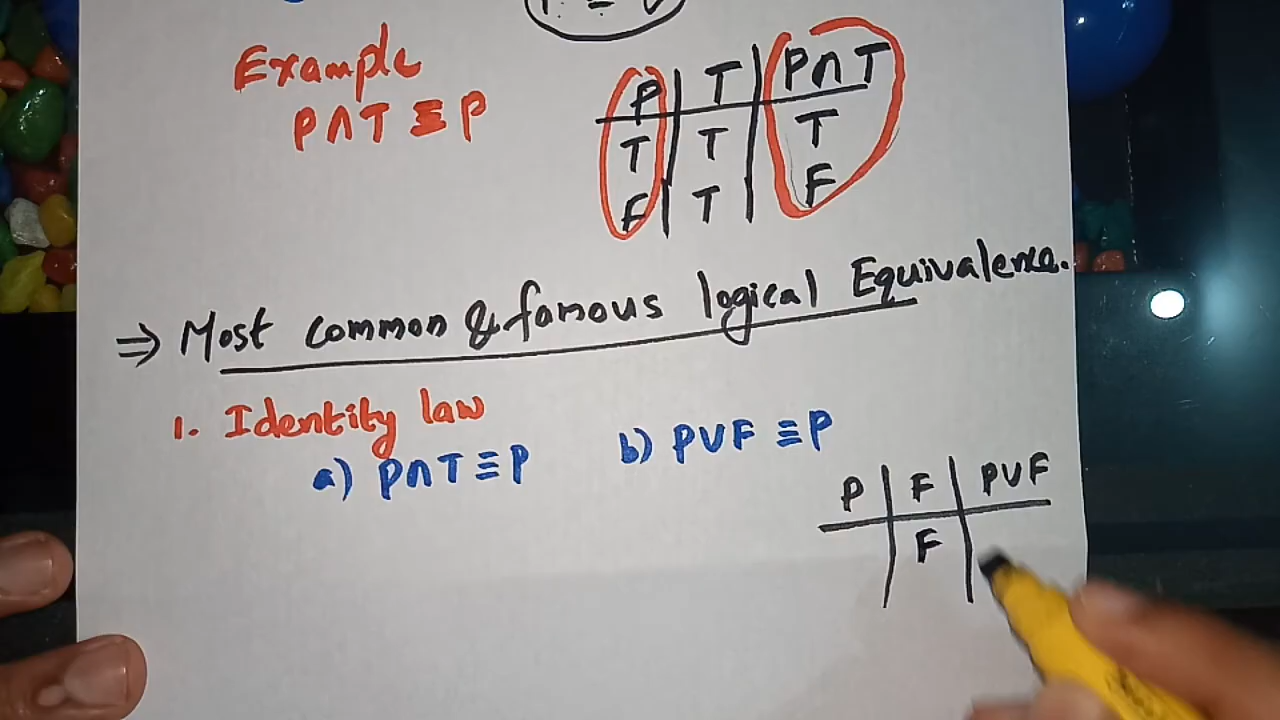 Example
P∧T ≡ P
P | T | P∧T
T | T | T
F | T | F
⇒ Most common & famous logical Equivalence.
1. Identity law
a) P∧T ≡ P b) P∨F ≡ P
P | F | P∨F
F